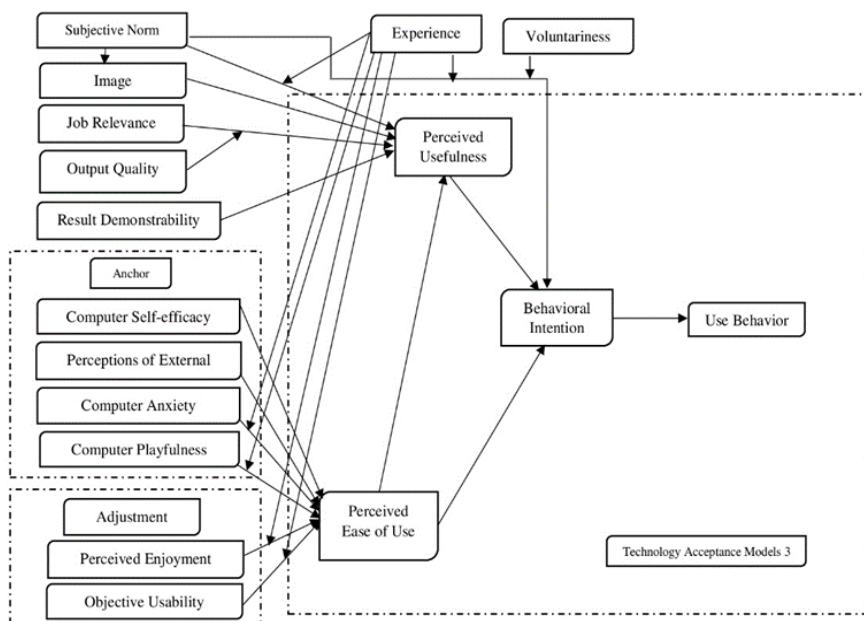 Subjective Norm
Experience
Voluntariness
Image
Job Relevance
Perceived
Usefulness
Output Quality
Result Demonstrability
Anchor
Computer Self-efficacy
Behavioral
Intention
Use Behavior
Perceptions of External
Computer Anxiety
Computer Playfulness
Perceived
Ease of Use
Adjustment
Perceived Enjoyment
Technology Acceptance Models 3
Objective Usability